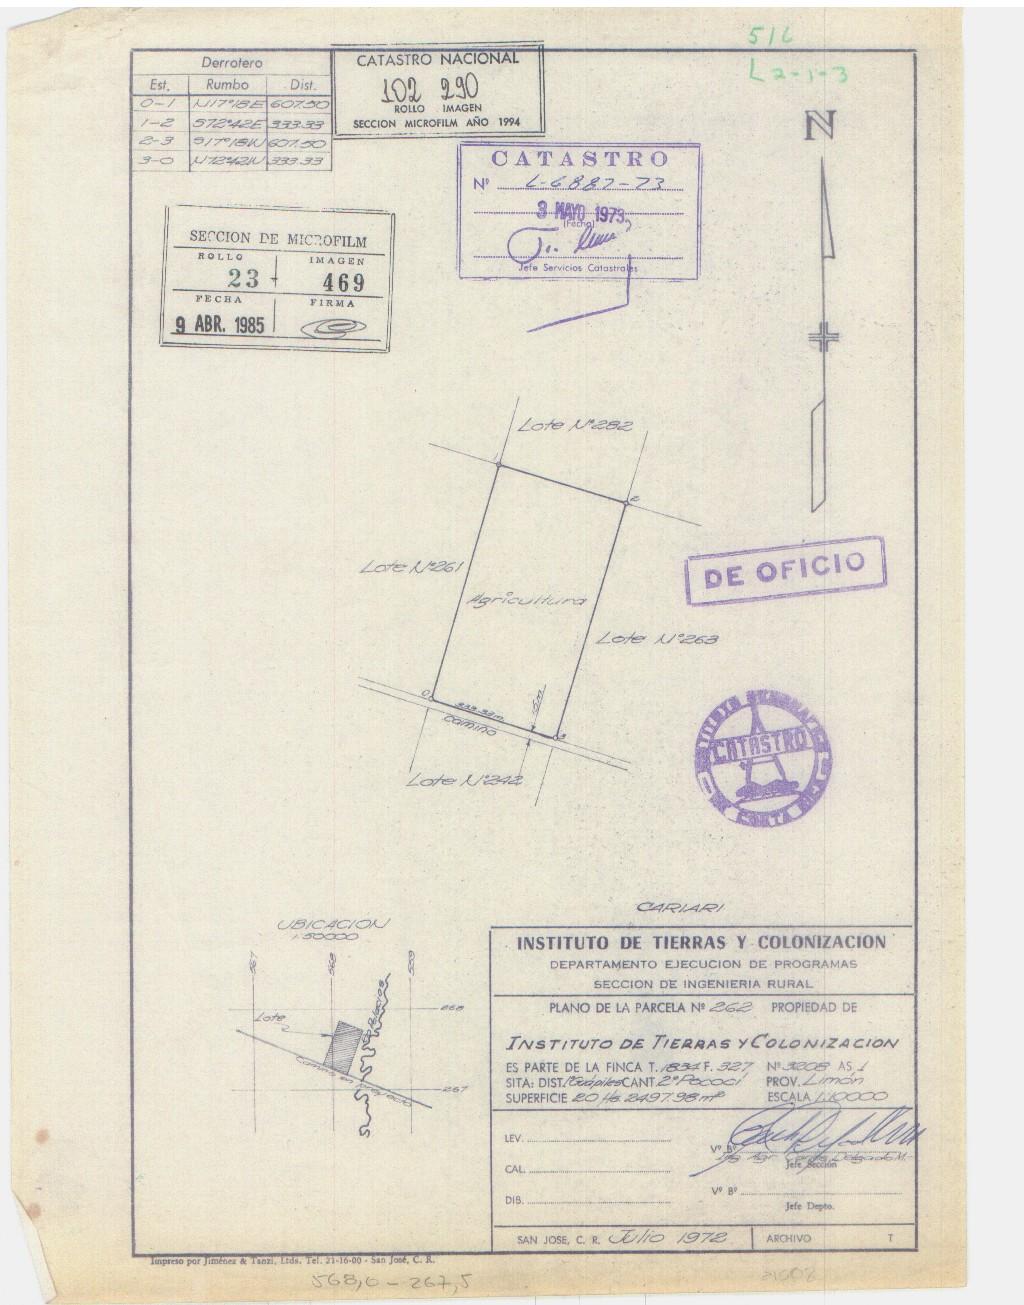 516
L2-1-3
Derrotero
Est. Rumbo Dist.
0-1 N17°18E 607.50
1-2 S72°42E 333.33
2-3 S17°18W 607.50
3-0 N72°42W 333.33
CATASTRO NACIONAL
102 290
ROLLO IMAGEN
SECCION MICROFILM AÑO 1994
CATASTRO
Nº L-6887-73
3 MAYO 1973
(Fecha)
Jefe Servicios Catastrales
SECCION DE MICROFILM
ROLLO IMAGEN
23 469
FECHA FIRMA
9 ABR. 1985
N
Lote Nº282
1
2
Lote Nº261
Agricultura
DE OFICIO
Lote Nº263
0
333.33m
Camino
3
Lote Nº242
CATASTRO
COSTA RICA
CARIARI
UBICACION
1:50000
567 568 569
268
Lote
267
Camino en Proyecto
INSTITUTO DE TIERRAS Y COLONIZACION
DEPARTAMENTO EJECUCION DE PROGRAMAS
SECCION DE INGENIERIA RURAL
PLANO DE LA PARCELA Nº 262 PROPIEDAD DE
INSTITUTO DE TIERRAS Y COLONIZACION
ES PARTE DE LA FINCA T. 1834 F. 327 Nº 3208 AS. 1
SITA: DIST. Guápiles CANT. 2º Pococí PROV. Limón
SUPERFICIE 20 Hs. 2497.98 m² ESCALA 1:10000
LEV.
Vº Bº
Ing. Agr. Carlos Delgado M.
Jefe Sección
CAL.
DIB.
Vº Bº
Jefe Depto.
SAN JOSE, C. R. Julio 1972 ARCHIVO T
Impreso por Jiménez & Tanzi, Ltda. Tel. 21-16-00 - San José, C. R.
568,0 - 267,5